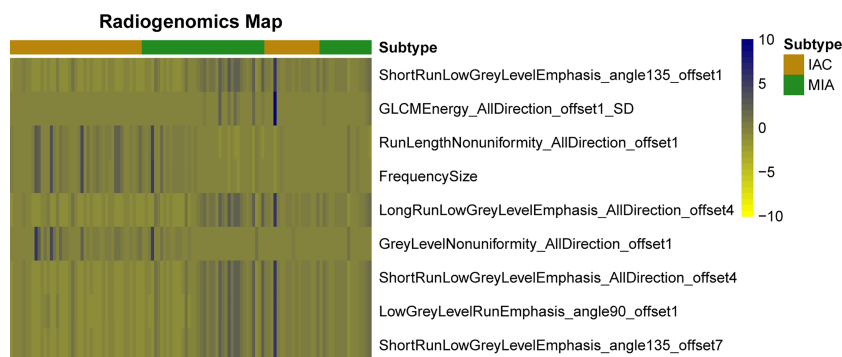 Radiogenomics Map
Subtype
ShortRunLowGreyLevelEmphasis_angle135_offset1
GLCMEnergy_AllDirection_offset1_SD
RunLengthNonuniformity_AllDirection_offset1
FrequencySize
LongRunLowGreyLevelEmphasis_AllDirection_offset4
GreyLevelNonuniformity_AllDirection_offset1
ShortRunLowGreyLevelEmphasis_AllDirection_offset4
LowGreyLevelRunEmphasis_angle90_offset1
ShortRunLowGreyLevelEmphasis_angle135_offset7
10
5
0
−5
−10
Subtype
IAC
MIA